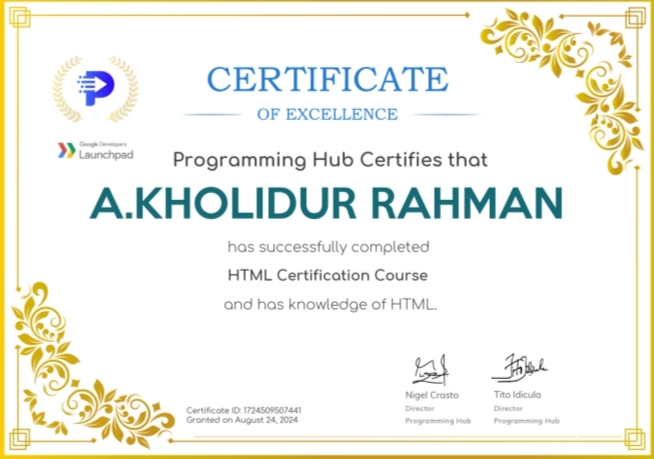 CERTIFICATE
OF EXCELLENCE
Google Developers
Launchpad
Programming Hub Certifies that
A.KHOLIDUR RAHMAN
has successfully completed
HTML Certification Course
and has knowledge of HTML.
Nigel Crasto
Director
Programming Hub
Tito Idicula
Director
Programming Hub
Certificate ID: 1724509507441
Granted on August 24, 2024